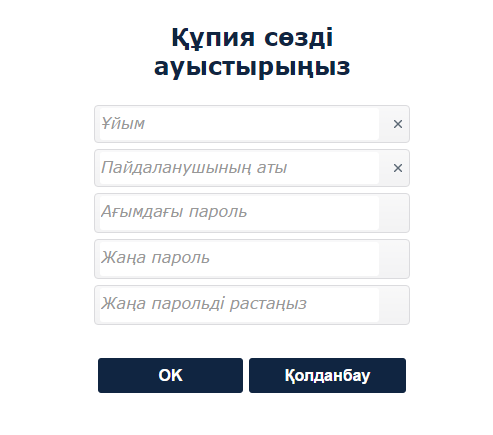 Құпия сөзді
ауыстырыңыз
Ұйым
×
Пайдаланушының аты
×
Ағымдағы пароль
Жаңа пароль
Жаңа парольді растаңыз
OK
Қолданбау